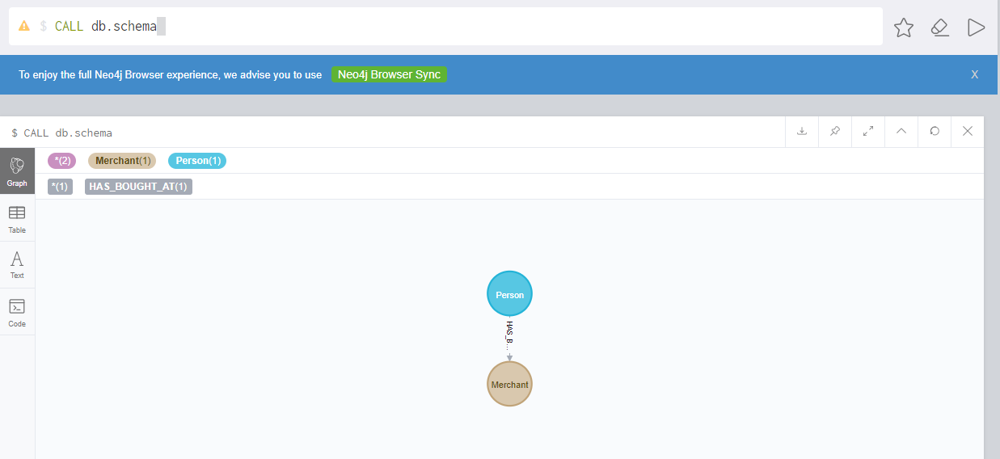 $ CALL db.schema
To enjoy the full Neo4j Browser experience, we advise you to use Neo4j Browser Sync X
$ CALL db.schema
*(2) Merchant(1) Person(1)
*(1) HAS_BOUGHT_AT(1)
Graph
Table
A
Text
Code
Person
HAS_B…
Merchant